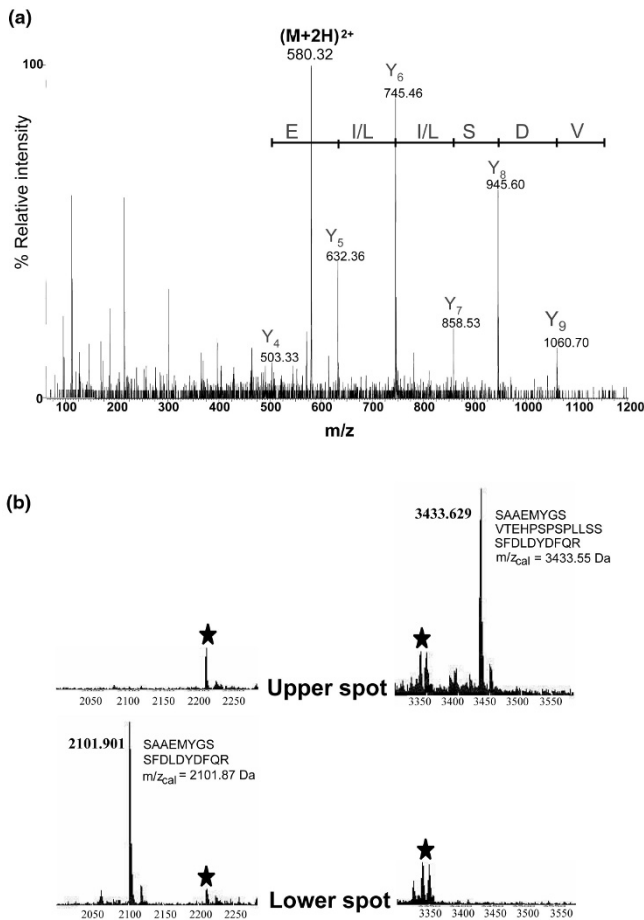 (a)
(M+2H)²⁺
580.32
100
Y₆
745.46
E I/L I/L S D V
Y₈
945.60
% Relative intensity
Y₅
632.36
Y₇
858.53
Y₄
503.33
Y₉
1060.70
0
100 200 300 400 500 600 700 800 900 1000 1100 1200
m/z
(b)
3433.629 SAAEMYGS
VTEHPSPSPLLSS
SFDLDYDFQR
m/zcal = 3433.55 Da
Upper spot
2050 2100 2150 2200 2250
3350 3400 3450 3500 3550
2101.901 SAAEMYGS
SFDLDYDFQR
m/zcal = 2101.87 Da
Lower spot
2050 2100 2150 2200 2250
3350 3400 3450 3500 3550